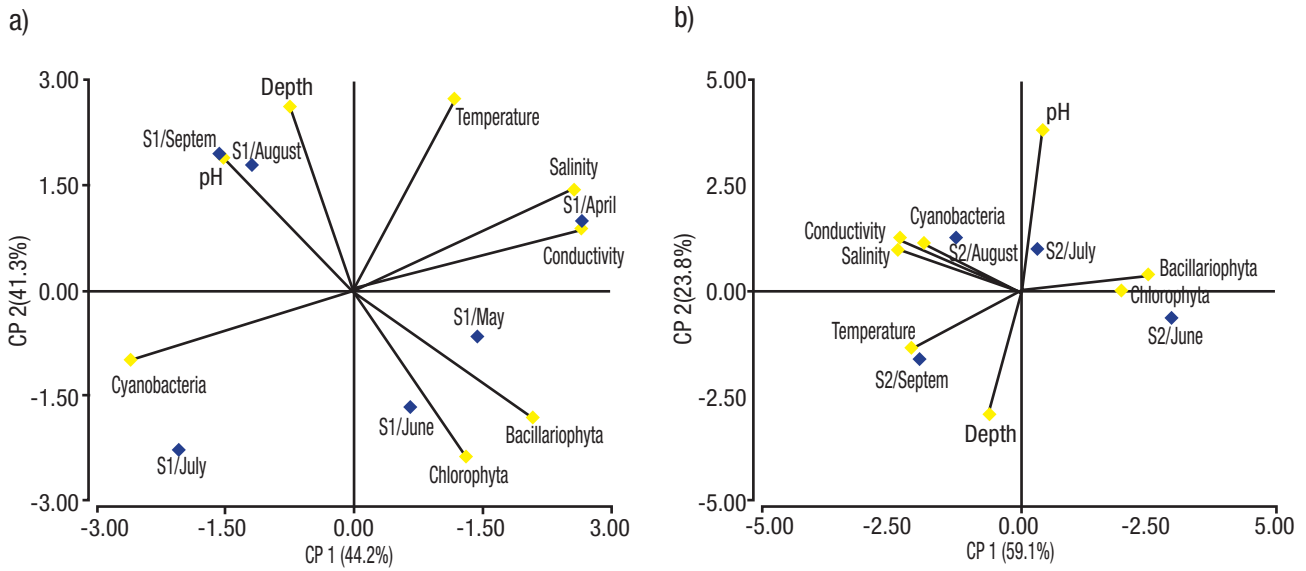 a)
3.00
1.50
0.00
-1.50
-3.00
CP 2(41.3%)
Depth
Temperature
S1/Septem
S1/August
pH
Salinity
S1/April
Conductivity
S1/May
Cyanobacteria
S1/June
Bacillariophyta
S1/July
Chlorophyta
-3.00 -1.50 0.00 -1.50 3.00
CP 1 (44.2%)
b)
5.00
2.50
0.00
-2.50
-5.00
CP 2(23.8%)
pH
Cyanobacteria
Conductivity
S2/August
S2/July
Salinity
Bacillariophyta
Chlorophyta
Temperature
S2/June
S2/Septem
Depth
-5.00 -2.50 0.00 -2.50 5.00
CP 1 (59.1%)